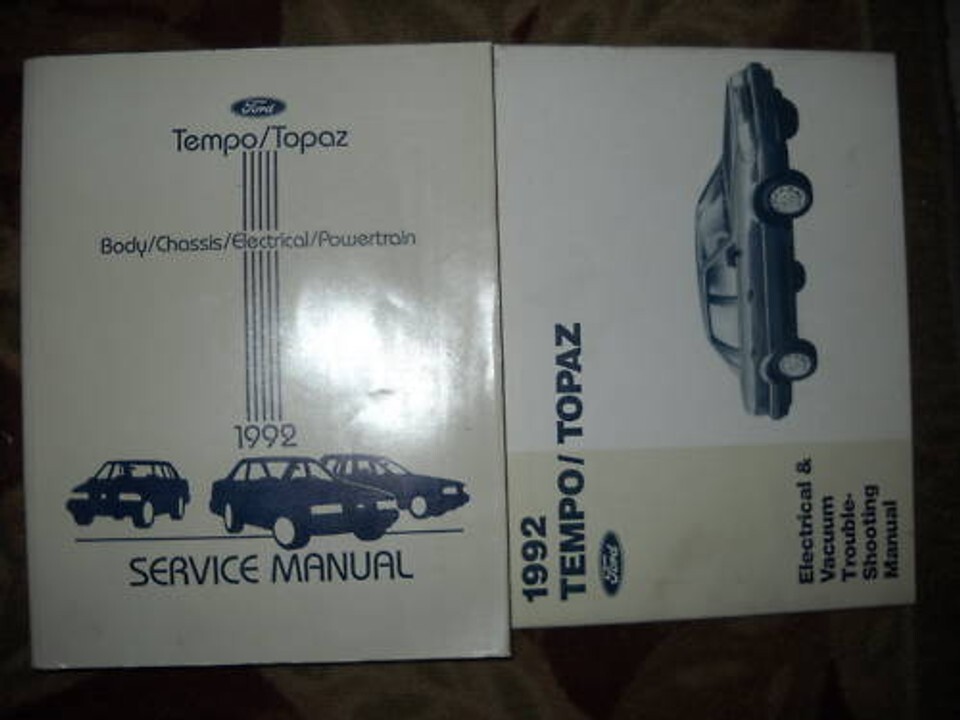 Ford
Tempo/Topaz
Body/Chassis/Electrical/Powertrain
1992
SERVICE MANUAL
1992
TEMPO/TOPAZ
Ford
Electrical &
Vacuum
Trouble-
Shooting
Manual